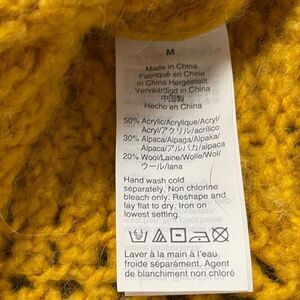 M
Made in China
Fabriqué en China
In China Hergestellt
Vervaardigd in China
中国製
Hecho en China
50% Acrylic/Acrylique/Acryl/
Acryl/アクリル/acrílico
30% Alpaca/Alpaga/Alpaka/
Alpaca/アルパカ/alpaca
20% Wool/Laine/Wolle/Wol/
ウール/lana
Hand wash cold
separately. Non chlorine
bleach only. Reshape and
lay flat to dry. Iron on
lowest setting.
Laver à la main à l'eau
froide séparément. Agent
de blanchiment non chloré